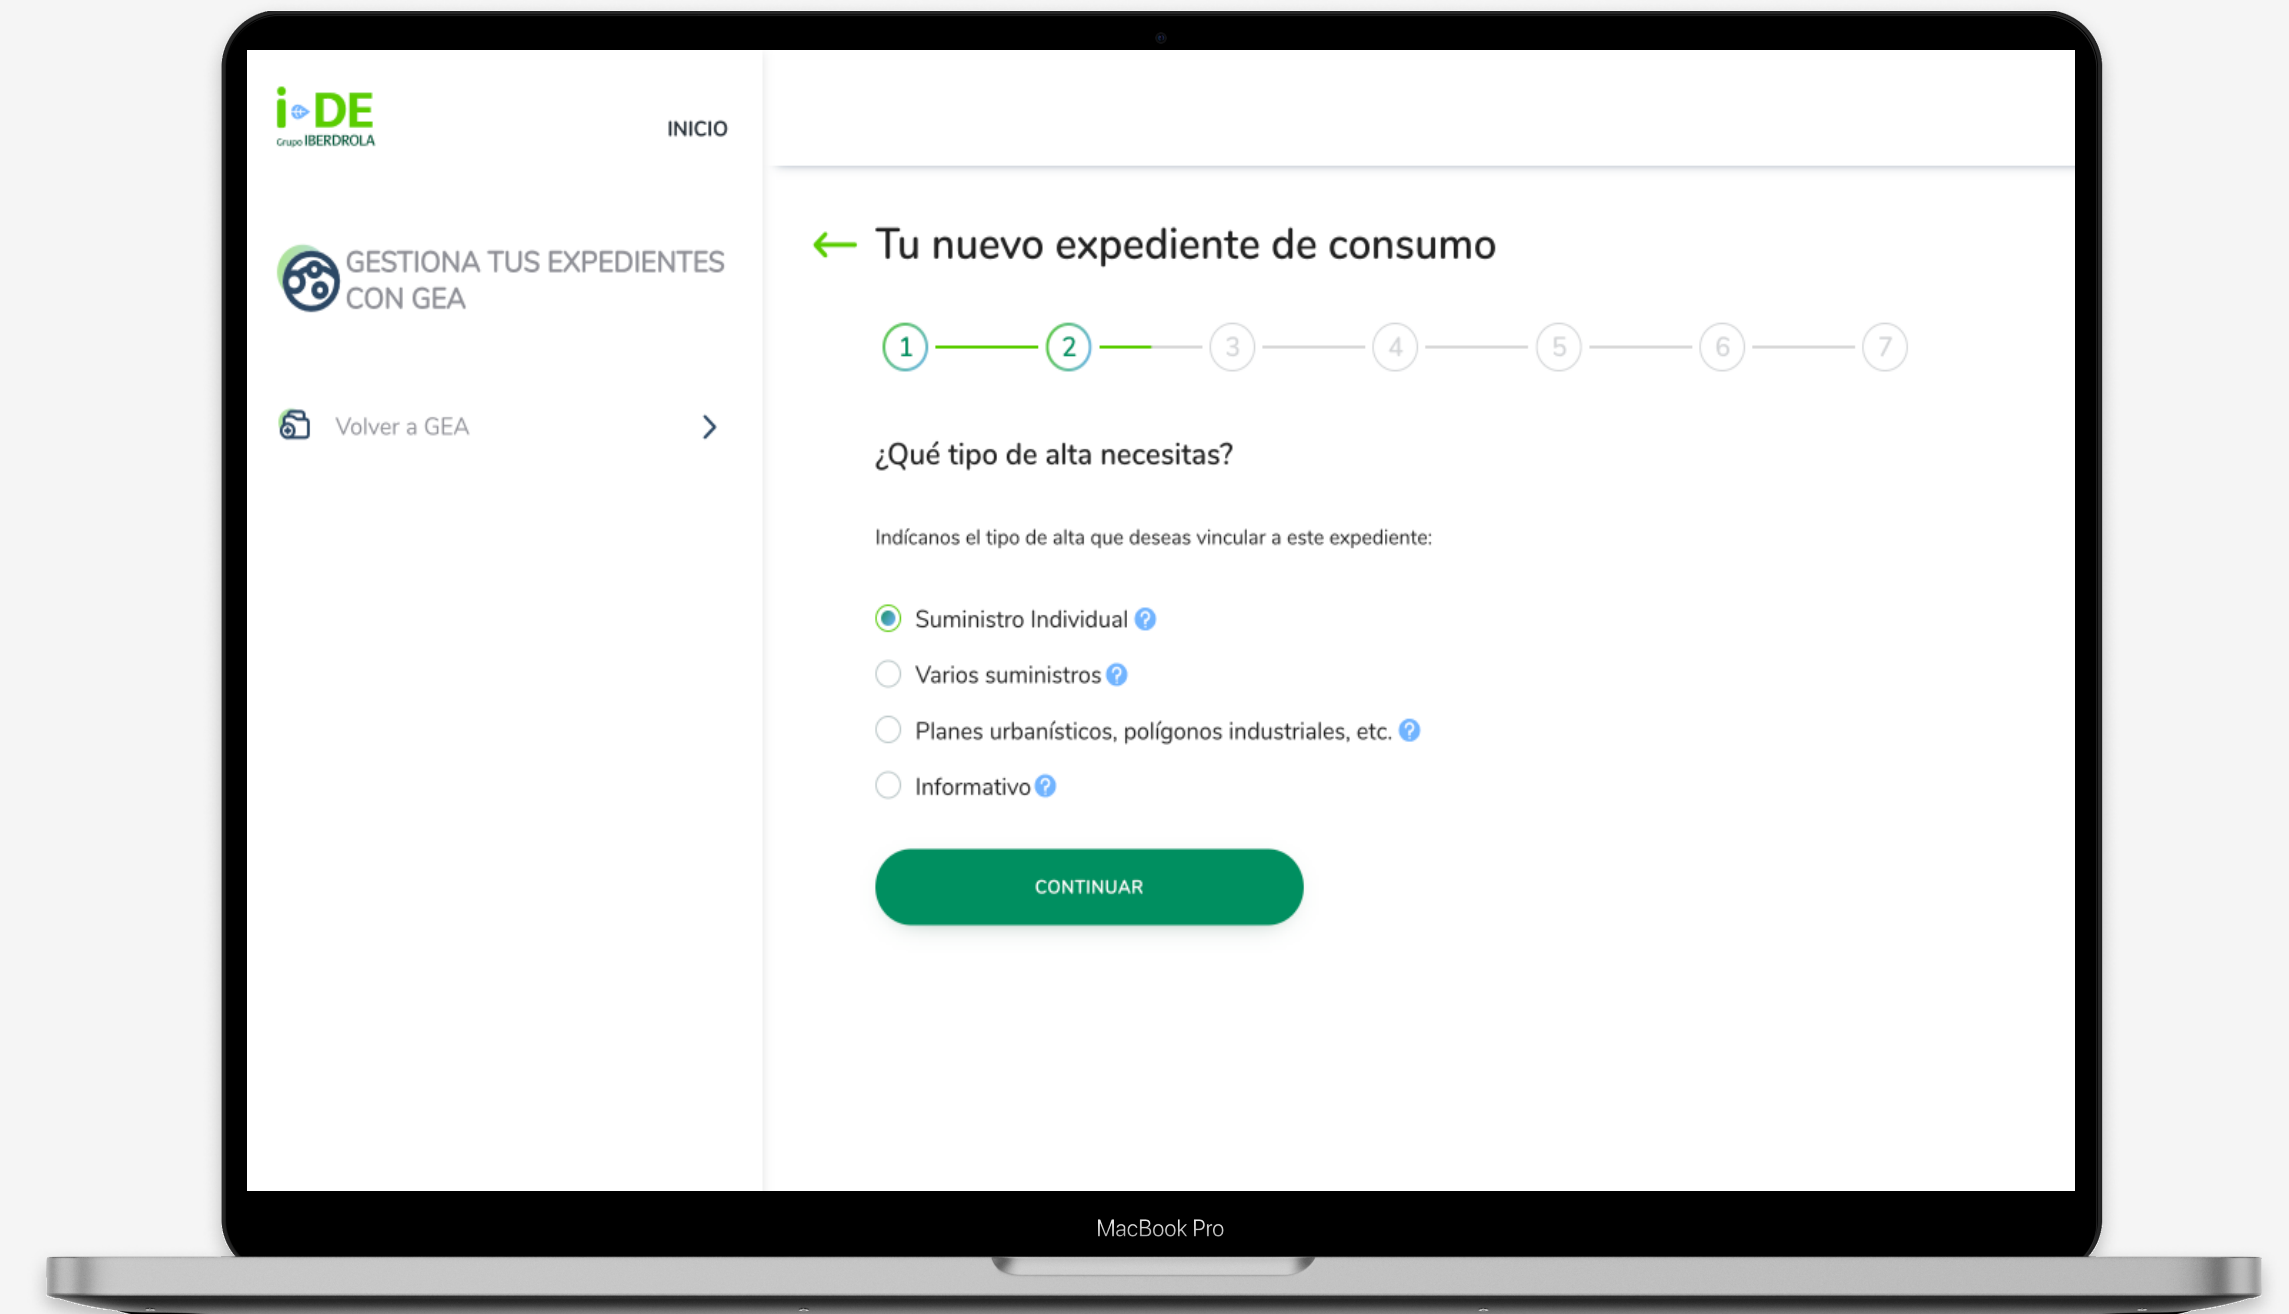 i DE
Grupo IBERDROLA
INICIO
GESTIONA TUS EXPEDIENTES
CON GEA
Volver a GEA
Tu nuevo expediente de consumo
1 2 3 4 5 6 7
¿Qué tipo de alta necesitas?
Indícanos el tipo de alta que deseas vincular a este expediente:
Suministro Individual ?
Varios suministros ?
Planes urbanísticos, polígonos industriales, etc. ?
Informativo ?
CONTINUAR
MacBook Pro